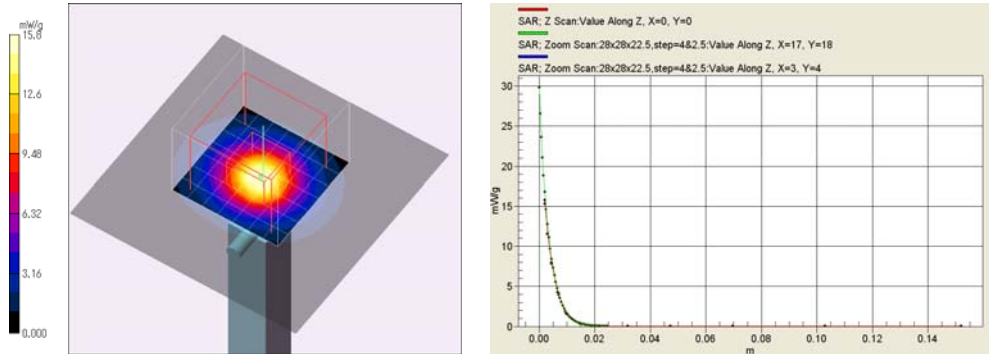 mW/g
15.8
12.6
9.48
6.32
3.16
0.000
SAR; Z Scan:Value Along Z, X=0, Y=0
SAR; Zoom Scan:28x28x22.5,step=4&2.5:Value Along Z, X=17, Y=18
SAR; Zoom Scan:28x28x22.5,step=4&2.5:Value Along Z, X=3, Y=4
30
25
20
15
10
5
0
mW/g
0.00 0.02 0.04 0.06 0.08 0.10 0.12 0.14
m